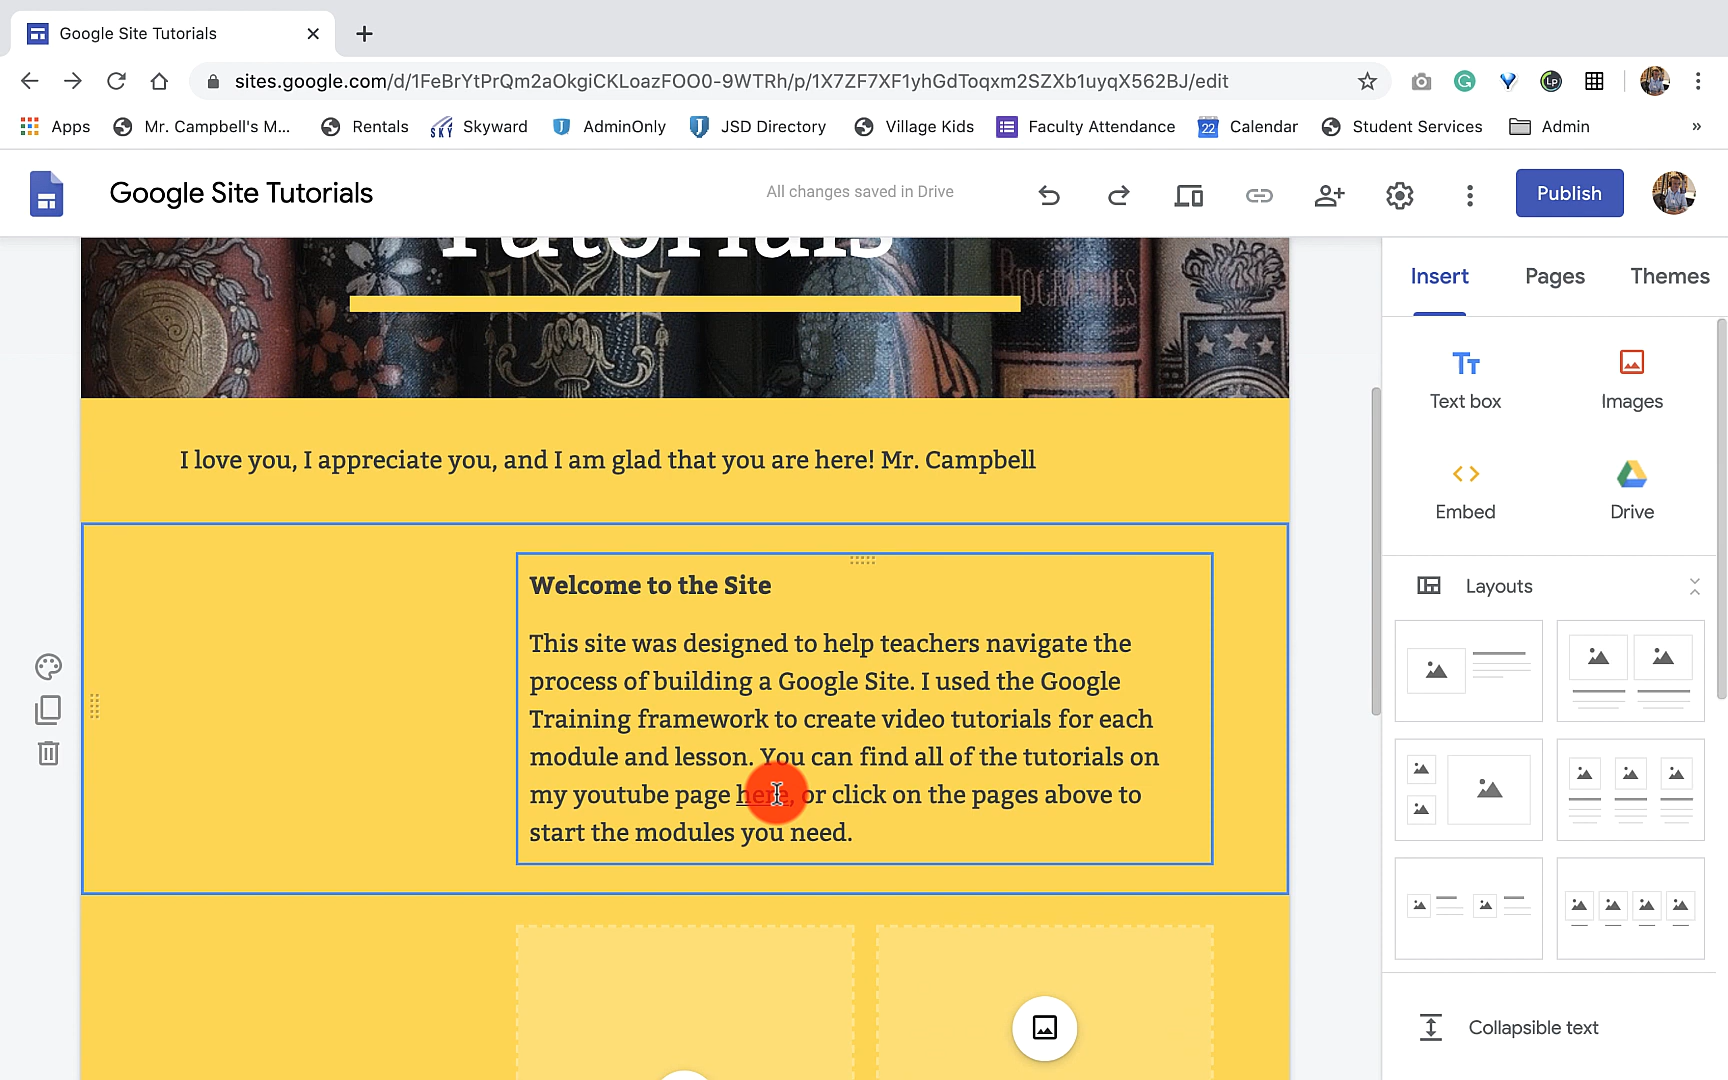 Google Site Tutorials
sites.google.com/d/1FeBrYtPrQm2aOkgiCKLoazFOO0-9WTRh/p/1X7ZF7XF1yhGdToqxm2SZXb1uyqX562BJ/edit
Apps Mr. Campbell's M... Rentals Skyward AdminOnly JSD Directory Village Kids Faculty Attendance 22 Calendar Student Services Admin »
Google Site Tutorials All changes saved in Drive Publish
Tutorials
Insert Pages Themes
Text box Images
Embed Drive
I love you, I appreciate you, and I am glad that you are here! Mr. Campbell
Welcome to the Site
This site was designed to help teachers navigate the
process of building a Google Site. I used the Google
Training framework to create video tutorials for each
module and lesson. You can find all of the tutorials on
my youtube page here, or click on the pages above to
start the modules you need.
Layouts
Collapsible text